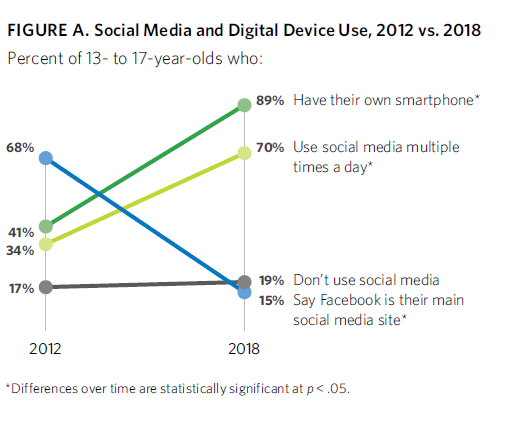 FIGURE A. Social Media and Digital Device Use, 2012 vs. 2018
Percent of 13- to 17-year-olds who:
89% Have their own smartphone*
68%
70% Use social media multiple
times a day*
41%
34%
17%
19% Don’t use social media
15% Say Facebook is their main
social media site*
2012 2018
*Differences over time are statistically significant at p < .05.